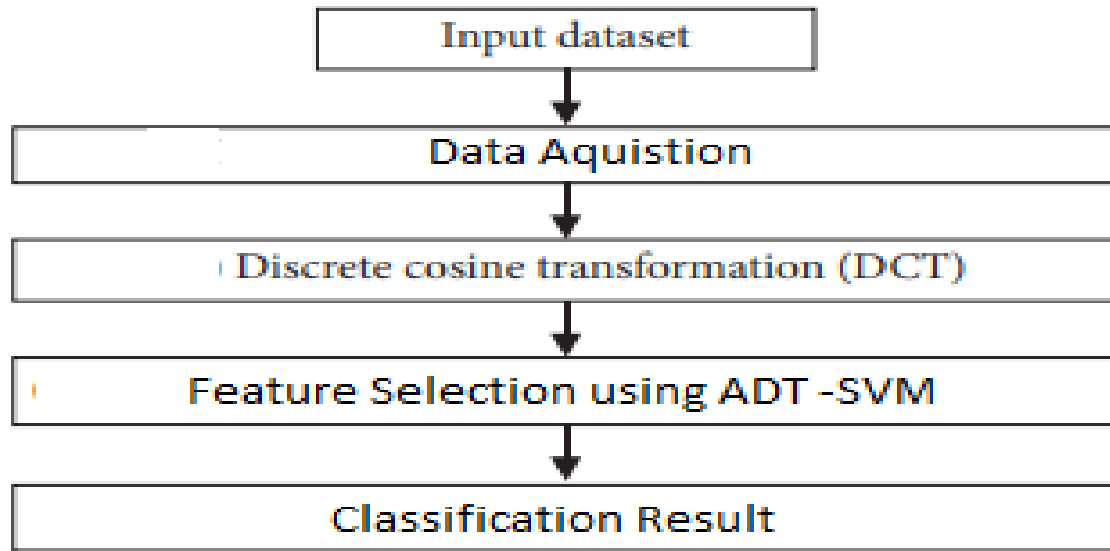 Input dataset
Data Aquistion
Discrete cosine transformation (DCT)
Feature Selection using ADT -SVM
Classification Result